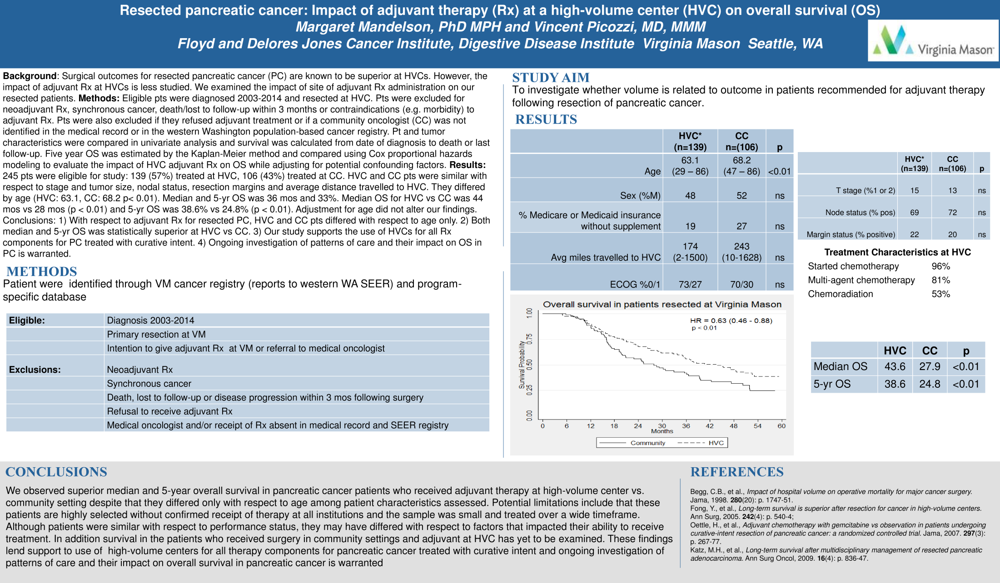 Resected pancreatic cancer: Impact of adjuvant therapy (Rx) at a high-volume center (HVC) on overall survival (OS)
Margaret Mandelson, PhD MPH and Vincent Picozzi, MD, MMM
Floyd and Delores Jones Cancer Institute, Digestive Disease Institute Virginia Mason Seattle, WA
Virginia Mason
Background: Surgical outcomes for resected pancreatic cancer (PC) are known to be superior at HVCs. However, the
impact of adjuvant Rx at HVCs is less studied. We examined the impact of site of adjuvant Rx administration on our
resected patients. Methods: Eligible pts were diagnosed 2003-2014 and resected at HVC. Pts were excluded for
neoadjuvant Rx, synchronous cancer, death/lost to follow-up within 3 months or contraindications (e.g. morbidity) to
adjuvant Rx. Pts were also excluded if they refused adjuvant treatment or if a community oncologist (CC) was not
identified in the medical record or in the western Washington population-based cancer registry. Pt and tumor
characteristics were compared in univariate analysis and survival was calculated from date of diagnosis to death or last
follow-up. Five year OS was estimated by the Kaplan-Meier method and compared using Cox proportional hazards
modeling to evaluate the impact of HVC adjuvant Rx on OS while adjusting for potential confounding factors. Results:
245 pts were eligible for study: 139 (57%) treated at HVC, 106 (43%) treated at CC. HVC and CC pts were similar with
respect to stage and tumor size, nodal status, resection margins and average distance travelled to HVC. They differed
by age (HVC: 63.1, CC: 68.2 p< 0.01). Median and 5-yr OS was 36 mos and 33%. Median OS for HVC vs CC was 44
mos vs 28 mos (p < 0.01) and 5-yr OS was 38.6% vs 24.8% (p < 0.01). Adjustment for age did not alter our findings.
Conclusions: 1) With respect to adjuvant Rx for resected PC, HVC and CC pts differed with respect to age only. 2) Both
median and 5-yr OS was statistically superior at HVC vs CC. 3) Our study supports the use of HVCs for all Rx
components for PC treated with curative intent. 4) Ongoing investigation of patterns of care and their impact on OS in
PC is warranted.
METHODS
Patient were identified through VM cancer registry (reports to western WA SEER) and program-
specific database
Eligible: Diagnosis 2003-2014
Primary resection at VM
Intention to give adjuvant Rx at VM or referral to medical oncologist
Exclusions: Neoadjuvant Rx
Synchronous cancer
Death, lost to follow-up or disease progression within 3 mos following surgery
Refusal to receive adjuvant Rx
Medical oncologist and/or receipt of Rx absent in medical record and SEER registry
STUDY AIM
To investigate whether volume is related to outcome in patients recommended for adjuvant therapy
following resection of pancreatic cancer.
RESULTS
HVC* CC
(n=139) n=(106) p
63.1 68.2
Age (29 – 86) (47 – 86) <0.01
Sex (%M) 48 52 ns
% Medicare or Medicaid insurance
without supplement 19 27 ns
174 243
Avg miles travelled to HVC (2-1500) (10-1628) ns
ECOG %0/1 73/27 70/30 ns
HVC* CC
(n=139) n=(106) p
T stage (%1 or 2) 15 13 ns
Node status (% pos) 69 72 ns
Margin status (% positive) 22 20 ns
Treatment Characteristics at HVC
Started chemotherapy 96%
Multi-agent chemotherapy 81%
Chemoradiation 53%
Overall survival in patients resected at Virginia Mason
HR = 0.63 (0.46 - 0.88)
p < 0.01
Survival Probability
1.00
0.75
0.50
0.25
0.00
0 6 12 18 24 30 36 42 48 54 60
Months
Community HVC
HVC CC p
Median OS 43.6 27.9 <0.01
5-yr OS 38.6 24.8 <0.01
CONCLUSIONS
We observed superior median and 5-year overall survival in pancreatic cancer patients who received adjuvant therapy at high-volume center vs.
community setting despite that they differed only with respect to age among patient characteristics assessed. Potential limitations include that these
patients are highly selected without confirmed receipt of therapy at all institutions and the sample was small and treated over a wide timeframe.
Although patients were similar with respect to performance status, they may have differed with respect to factors that impacted their ability to receive
treatment. In addition survival in the patients who received surgery in community settings and adjuvant at HVC has yet to be examined. These findings
lend support to use of high-volume centers for all therapy components for pancreatic cancer treated with curative intent and ongoing investigation of
patterns of care and their impact on overall survival in pancreatic cancer is warranted
REFERENCES
Begg, C.B., et al., Impact of hospital volume on operative mortality for major cancer surgery.
Jama, 1998. 280(20): p. 1747-51.
Fong, Y., et al., Long-term survival is superior after resection for cancer in high-volume centers.
Ann Surg, 2005. 242(4): p. 540-4;
Oettle, H., et al., Adjuvant chemotherapy with gemcitabine vs observation in patients undergoing
curative-intent resection of pancreatic cancer: a randomized controlled trial. Jama, 2007. 297(3):
p. 267-77.
Katz, M.H., et al., Long-term survival after multidisciplinary management of resected pancreatic
adenocarcinoma. Ann Surg Oncol, 2009. 16(4): p. 836-47.